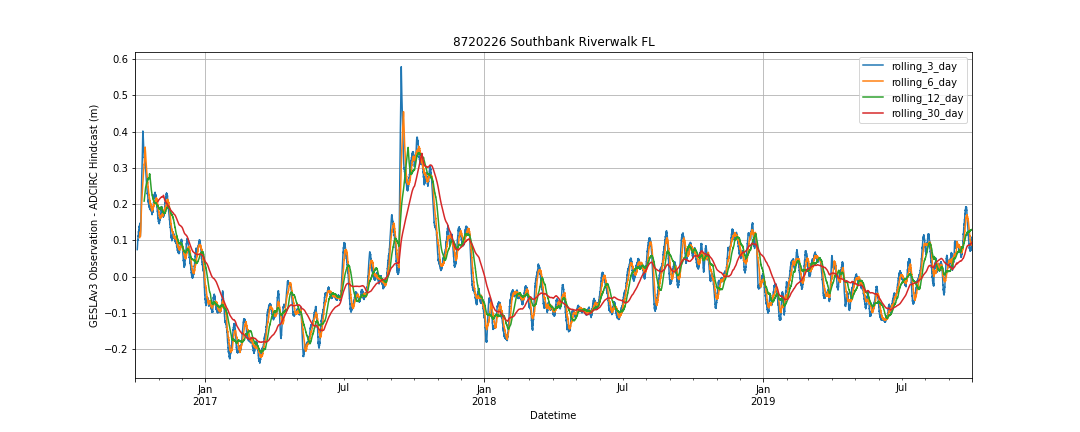 8720226 Southbank Riverwalk FL
GESLAv3 Observation - ADCIRC Hindcast (m)
0.6
0.5
0.4
0.3
0.2
0.1
0.0
−0.1
−0.2
rolling_3_day
rolling_6_day
rolling_12_day
rolling_30_day
Jan Jul Jan Jul Jan Jul
2017 2018 2019
Datetime